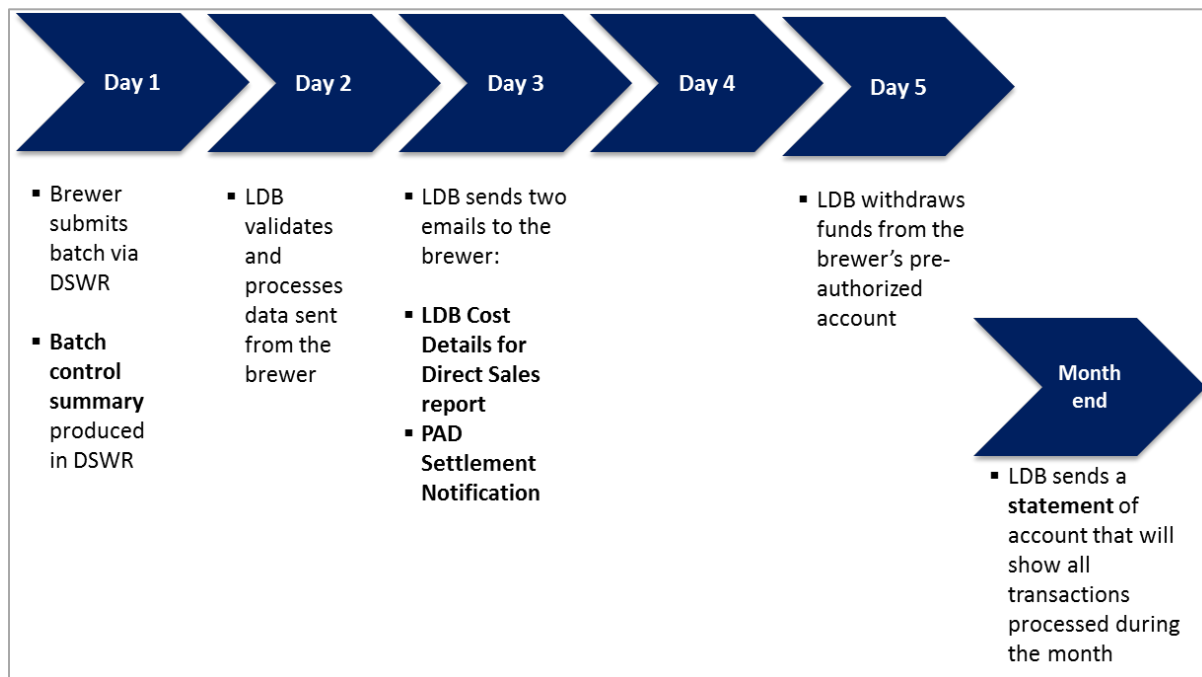 Day 1
Day 2
Day 3
Day 4
Day 5
▪ Brewer
submits
batch via
DSWR
▪ Batch
control
summary
produced
in DSWR
▪ LDB
validates
and
processes
data sent
from the
brewer
▪ LDB sends two
emails to the
brewer:
▪ LDB Cost
Details for
Direct Sales
report
▪ PAD
Settlement
Notification
▪ LDB withdraws
funds from the
brewer’s pre-
authorized
account
Month
end
▪ LDB sends a
statement of
account that will
show all
transactions
processed during
the month